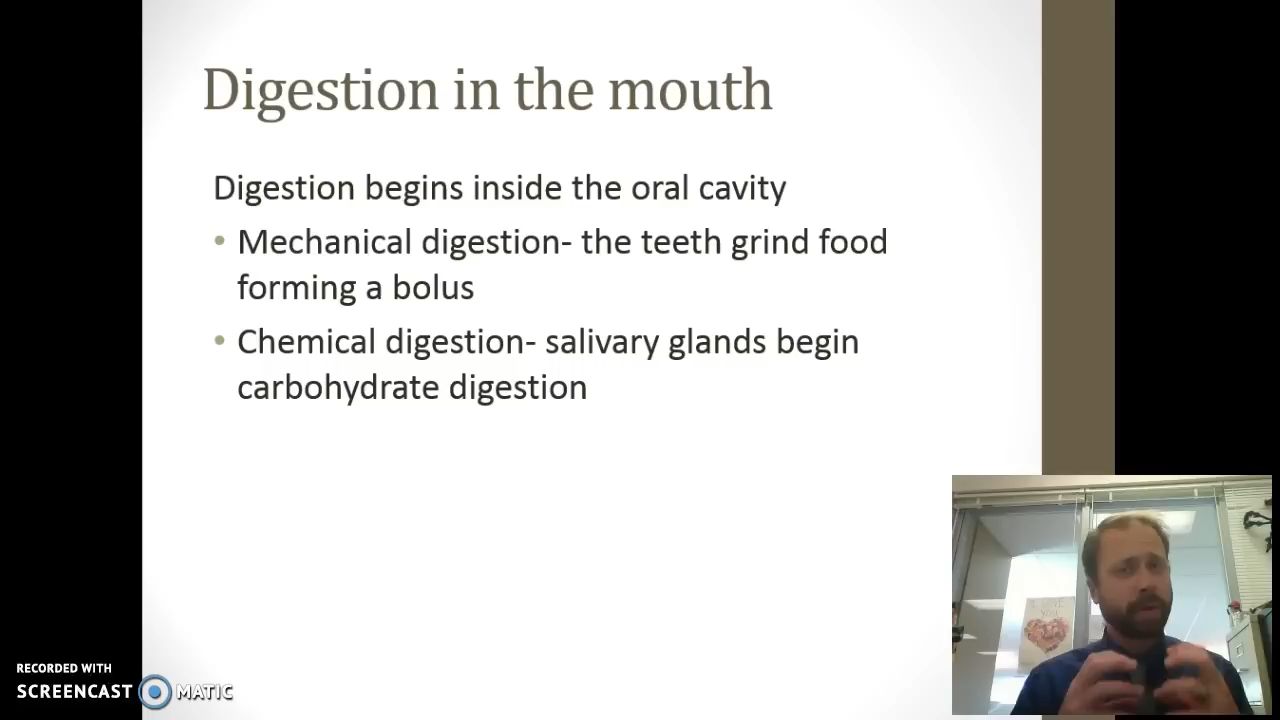 Digestion in the mouth
Digestion begins inside the oral cavity
• Mechanical digestion- the teeth grind food
forming a bolus
• Chemical digestion- salivary glands begin
carbohydrate digestion
RECORDED WITH
SCREENCAST MATIC